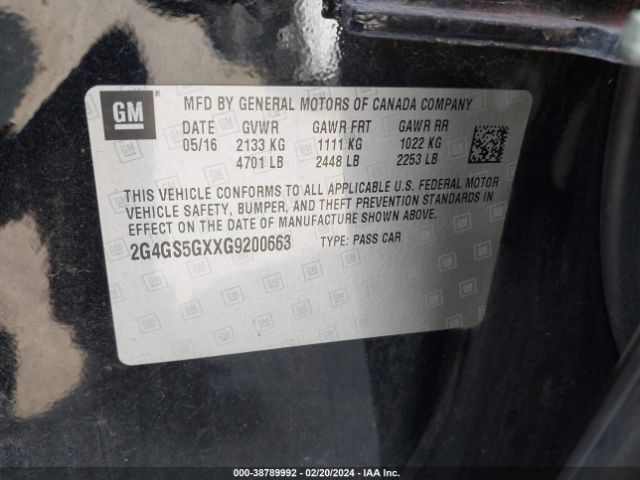 GM
MFD BY GENERAL MOTORS OF CANADA COMPANY
DATE GVWR GAWR FRT GAWR RR
05/16 2133 KG 1111 KG 1022 KG
4701 LB 2448 LB 2253 LB
THIS VEHICLE CONFORMS TO ALL APPLICABLE U.S. FEDERAL MOTOR
VEHICLE SAFETY, BUMPER, AND THEFT PREVENTION STANDARDS IN
EFFECT ON THE DATE OF MANUFACTURE SHOWN ABOVE.
2G4GS5GXXG9200663 TYPE: PASS CAR
000-38789992 - 02/20/2024 - IAA Inc.